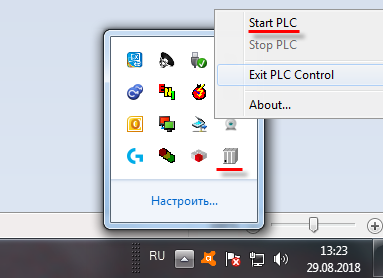 Start PLC
Stop PLC
Exit PLC Control
About...
Настроить...
RU
13:23
29.08.2018